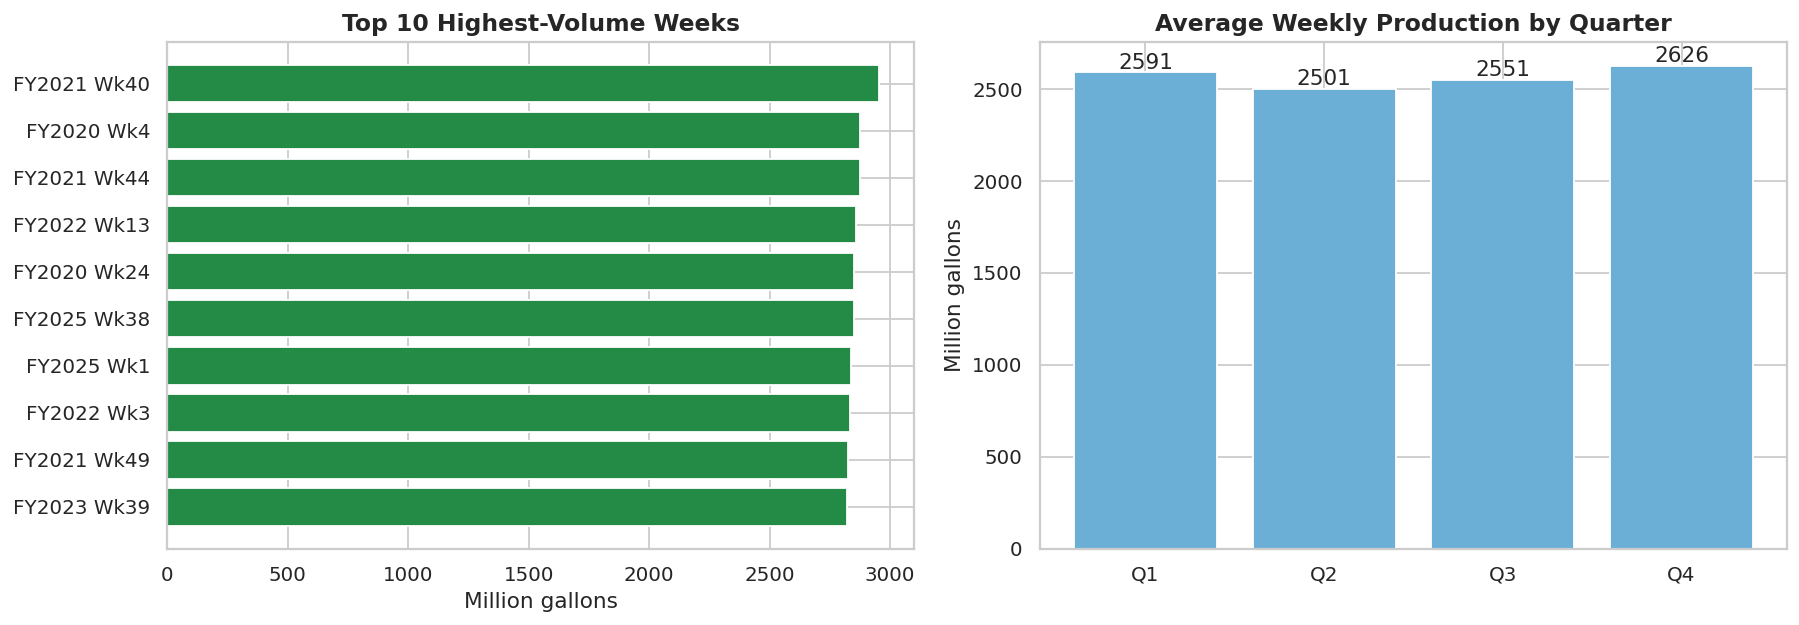 Top 10 Highest-Volume Weeks
FY2021 Wk40
FY2020 Wk4
FY2021 Wk44
FY2022 Wk13
FY2020 Wk24
FY2025 Wk38
FY2025 Wk1
FY2022 Wk3
FY2021 Wk49
FY2023 Wk39
0 500 1000 1500 2000 2500 3000
Million gallons
Average Weekly Production by Quarter
Million gallons
2500
2000
1500
1000
500
0
2591 2501 2551 2626
Q1 Q2 Q3 Q4